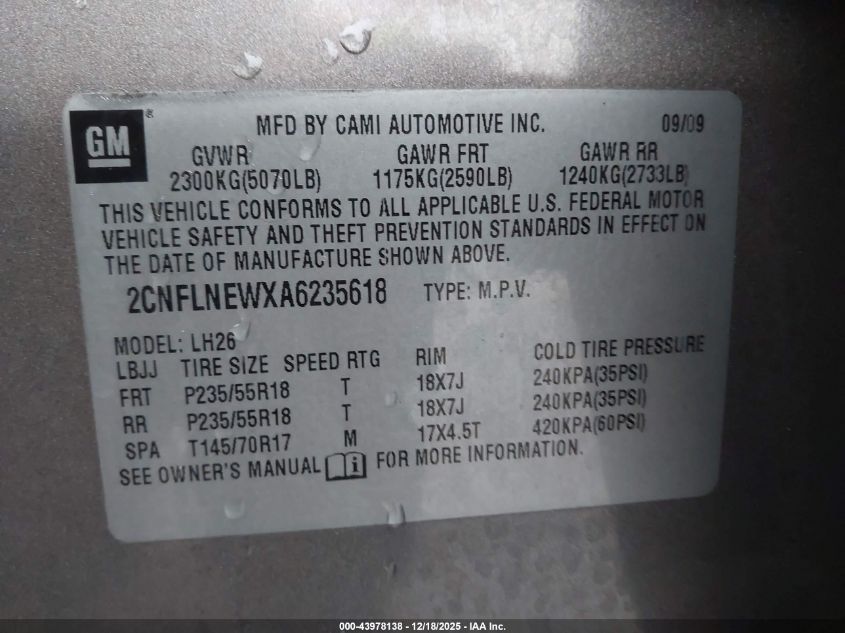 GM ® MFD BY CAMI AUTOMOTIVE INC. 09/09
GVWR GAWR FRT GAWR RR
2300KG(5070LB) 1175KG(2590LB) 1240KG(2733LB)
THIS VEHICLE CONFORMS TO ALL APPLICABLE U.S. FEDERAL MOTOR
VEHICLE SAFETY AND THEFT PREVENTION STANDARDS IN EFFECT ON
THE DATE OF MANUFACTURE SHOWN ABOVE.
2CNFLNEWXA6235618 TYPE: M.P.V.
MODEL: LH26
LBJJ TIRE SIZE SPEED RTG RIM COLD TIRE PRESSURE
FRT P235/55R18 T 18X7J 240KPA(35PSI)
RR P235/55R18 T 18X7J 240KPA(35PSI)
SPA T145/70R17 M 17X4.5T 420KPA(60PSI)
SEE OWNER'S MANUAL i FOR MORE INFORMATION.
000-43978138 - 12/18/2025 - IAA Inc.